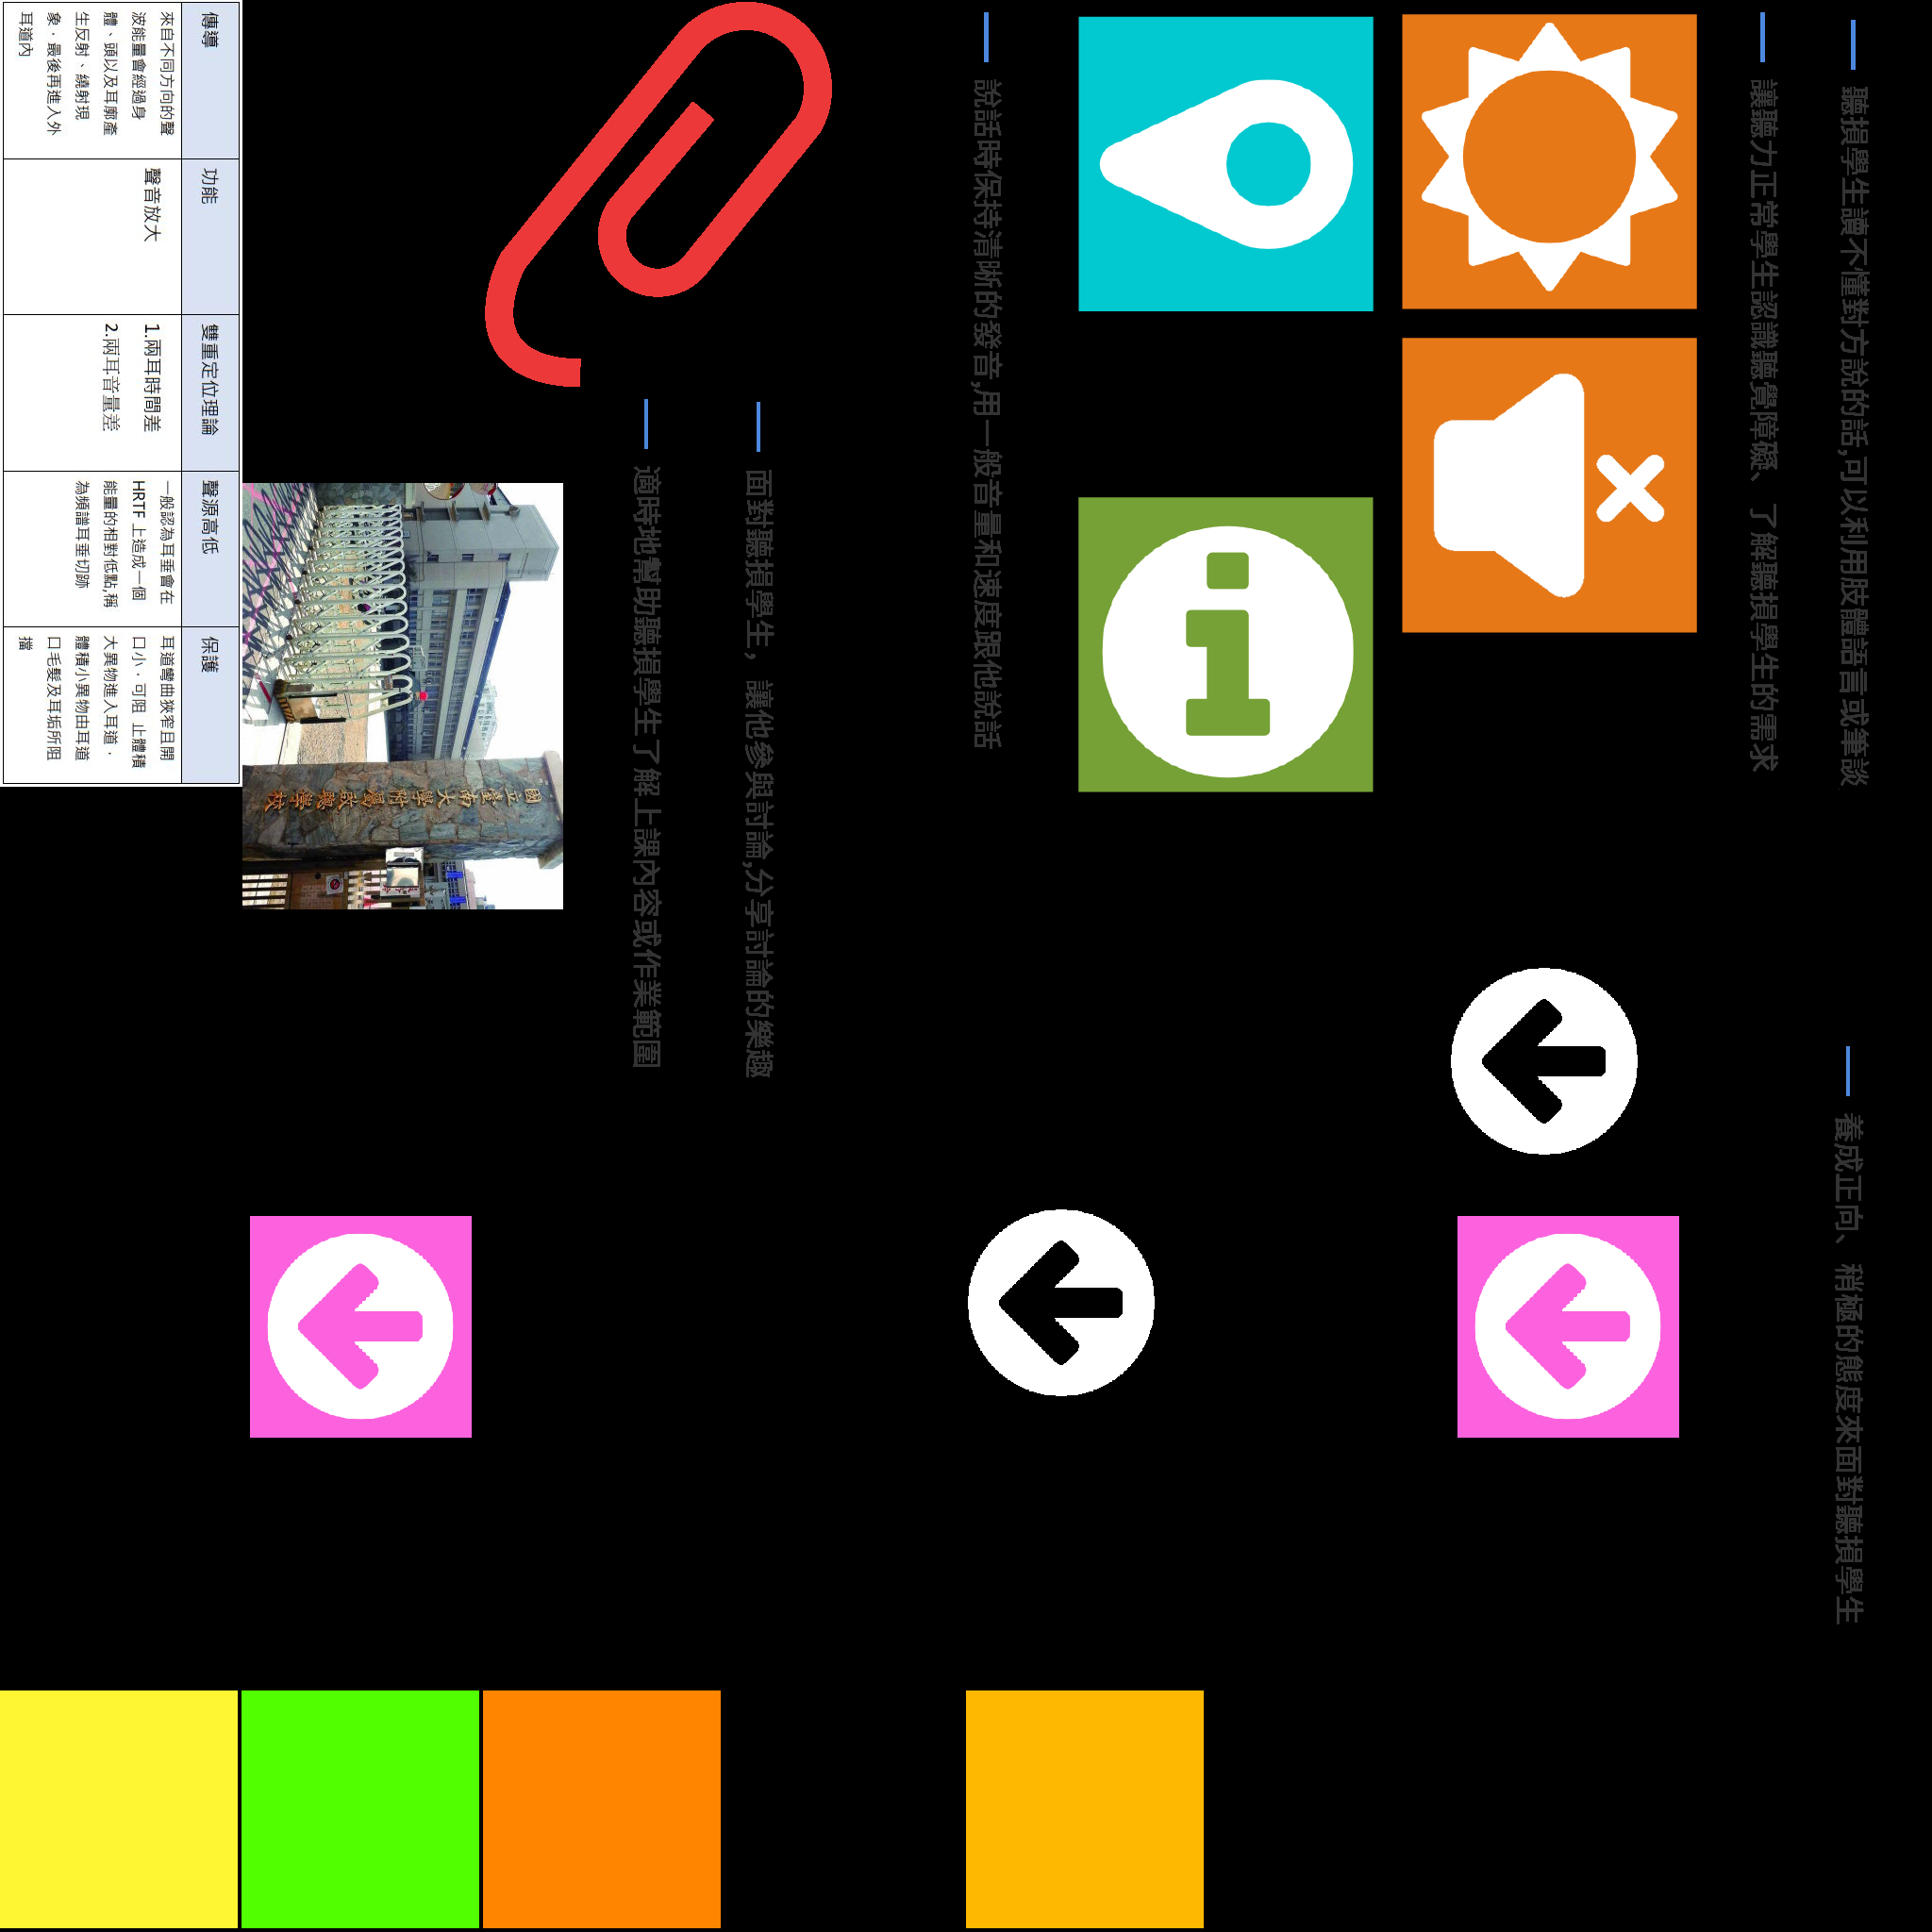 傳導
來自不同方向的聲
波能量會經過身
體、頭以及耳廓產
生反射、繞射現
象，最後再進入外
耳道內
功能
聲音放大
雙重定位理論
1.兩耳時間差
2.兩耳音量差
聲源高低
一般認為耳垂會在
HRTF 上造成一個
能量的相對低點,稱
為頻譜耳垂切跡
保護
耳道彎曲狹窄且開
口小，可阻 止體積
大異物進入耳道，
體積小異物由耳道
口毛髮及耳垢所阻
擋
國立臺南大學附屬啟聰學校
聽損學生讀不懂對方說的話,可以利用肢體語言或筆談
讓聽力正常學生認識聽覺障礙、了解聽損學生的需求
說話時保持清晰的發音,用一般音量和速度跟他說話
面對聽損學生，讓他參與討論,分享討論的樂趣
適時地幫助聽損學生了解上課內容或作業範圍
養成正向、稍極的態度來面對聽損學生